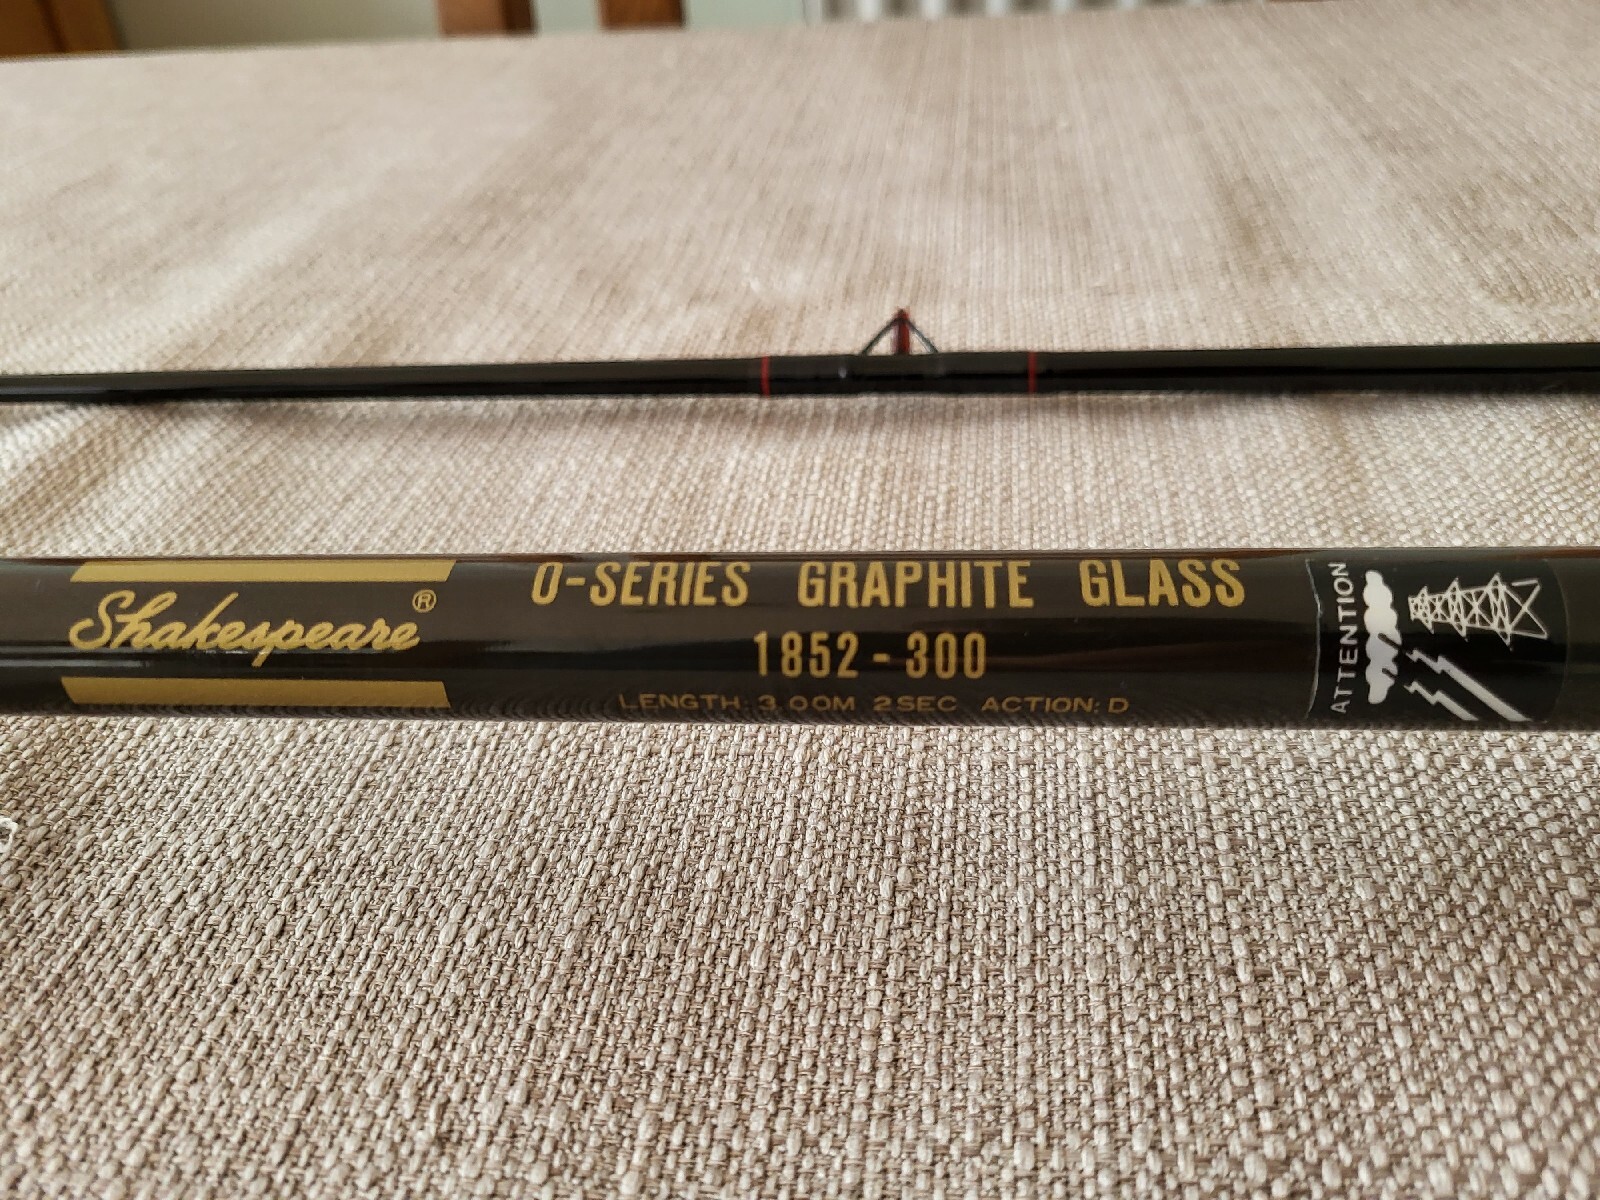 Shakespeare®
O-SERIES GRAPHITE GLASS
1852-300
LENGTH: 3.00M 2SEC ACTION: D
ATTENTION